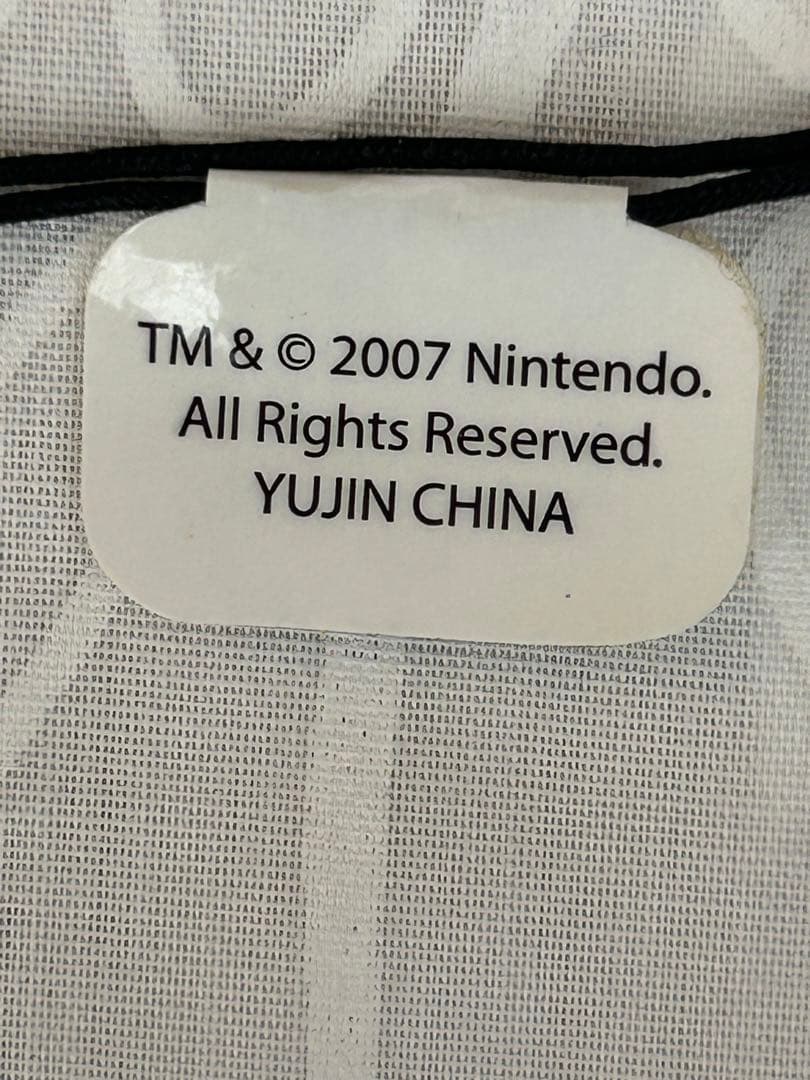 TM & © 2007 Nintendo.
All Rights Reserved.
YUJIN CHINA